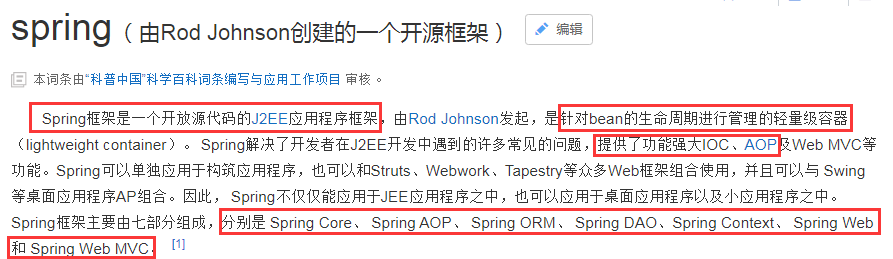 spring（由Rod Johnson创建的一个开源框架） 编辑
本词条由“科普中国”科学百科词条编写与应用工作项目 审核 。
Spring框架是一个开放源代码的J2EE应用程序框架，由Rod Johnson发起，是针对bean的生命周期进行管理的轻量级容器
（lightweight container）。 Spring解决了开发者在J2EE开发中遇到的许多常见的问题，提供了功能强大IOC、AOP及Web MVC等
功能。Spring可以单独应用于构筑应用程序，也可以和Struts、Webwork、Tapestry等众多Web框架组合使用，并且可以与 Swing
等桌面应用程序AP组合。因此， Spring不仅仅能应用于JEE应用程序之中，也可以应用于桌面应用程序以及小应用程序之中。
Spring框架主要由七部分组成，分别是 Spring Core、 Spring AOP、 Spring ORM、 Spring DAO、Spring Context、 Spring Web
和 Spring Web MVC。 [1]